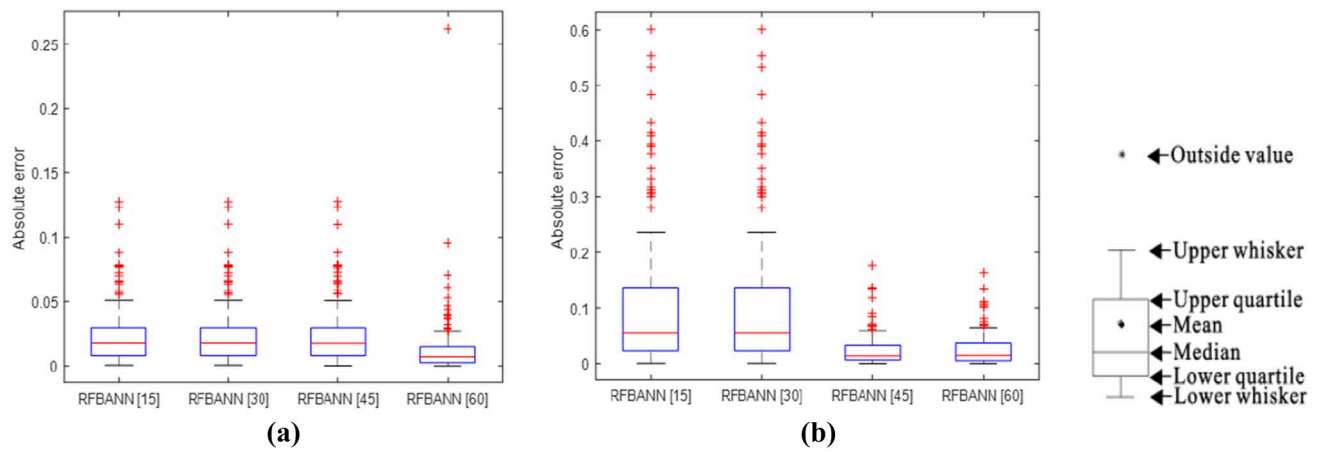 Absolute error
0.25
0.2
0.15
0.1
0.05
0
RFBANN [15] RFBANN [30] RFBANN [45] RFBANN [60]
(a)
Absolute error
0.6
0.5
0.4
0.3
0.2
0.1
0
RFBANN [15] RFBANN [30] RFBANN [45] RFBANN [60]
(b)
Outside value
Upper whisker
Upper quartile
Mean
Median
Lower quartile
Lower whisker